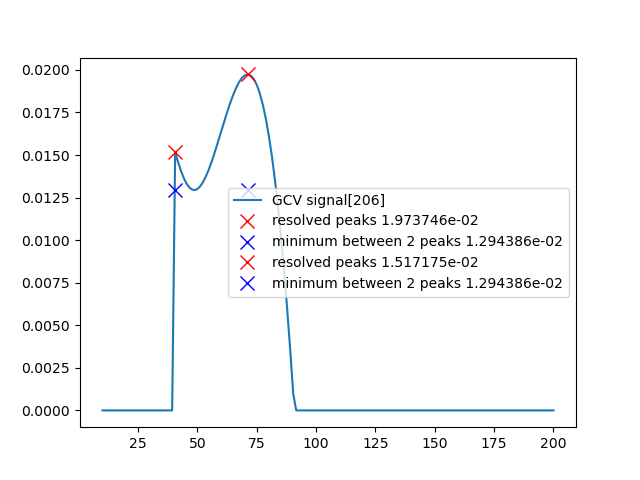 0.0200
0.0175
0.0150
0.0125
0.0100
0.0075
0.0050
0.0025
0.0000
GCV signal[206]
resolved peaks 1.973746e-02
minimum between 2 peaks 1.294386e-02
resolved peaks 1.517175e-02
minimum between 2 peaks 1.294386e-02
25 50 75 100 125 150 175 200